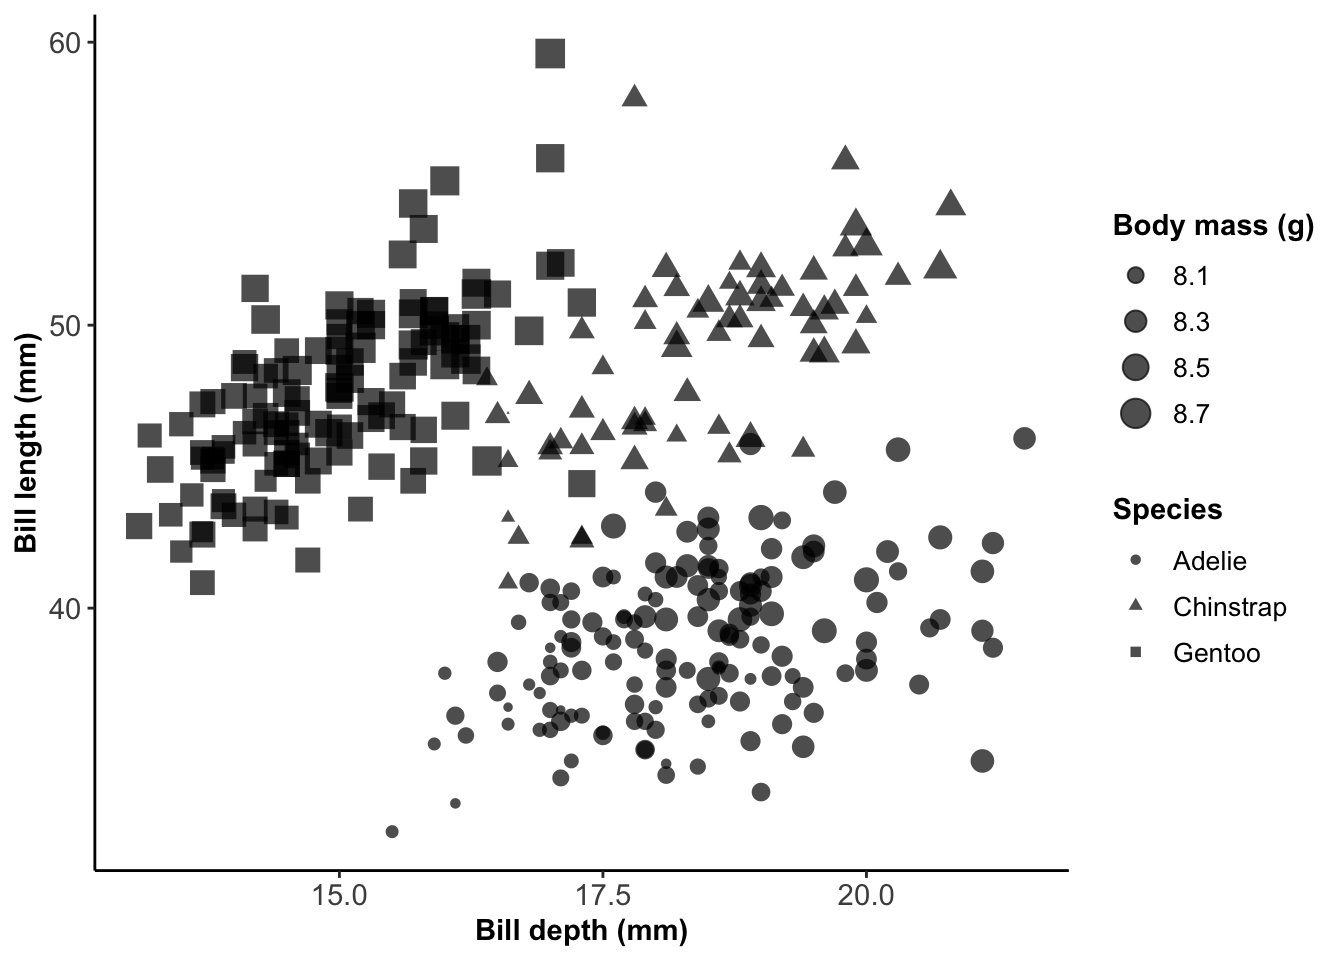 60
50
40
Bill length (mm)
15.0 17.5 20.0
Bill depth (mm)
Body mass (g)
8.1
8.3
8.5
8.7
Species
Adelie
Chinstrap
Gentoo